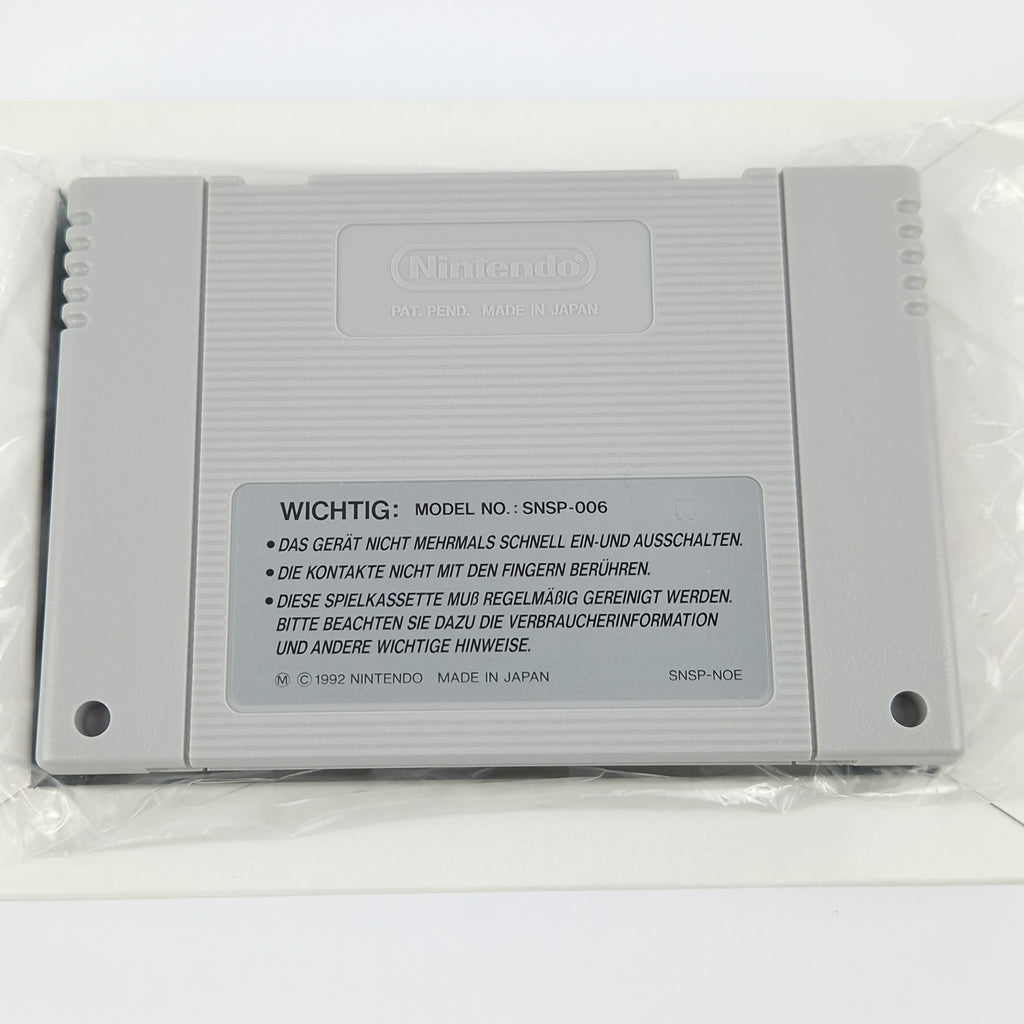 Nintendo®
PAT. PEND. MADE IN JAPAN
WICHTIG: MODEL NO.: SNSP-006
• DAS GERÄT NICHT MEHRMALS SCHNELL EIN-UND AUSSCHALTEN.
• DIE KONTAKTE NICHT MIT DEN FINGERN BERÜHREN.
• DIESE SPIELKASSETTE MUß REGELMÄßIG GEREINIGT WERDEN.
BITTE BEACHTEN SIE DAZU DIE VERBRAUCHERINFORMATION
UND ANDERE WICHTIGE HINWEISE.
Ⓜ © 1992 NINTENDO MADE IN JAPAN SNSP-NOE